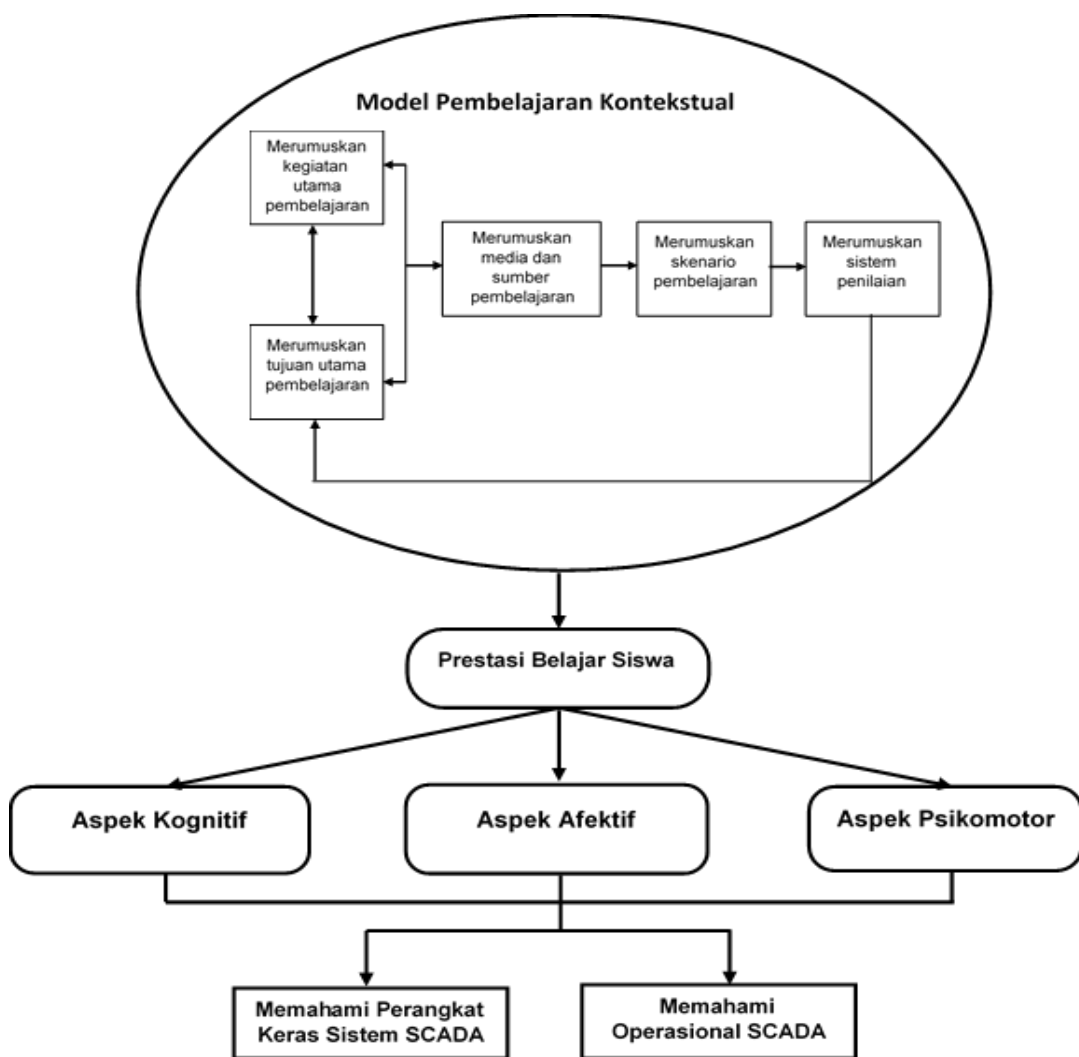 Model Pembelajaran Kontekstual
Merumuskan
kegiatan
utama
pembelajaran
Merumuskan
media dan
sumber
pembelajaran
Merumuskan
skenario
pembelajaran
Merumuskan
sistem
penilaian
Merumuskan
tujuan utama
pembelajaran
Prestasi Belajar Siswa
Aspek Kognitif
Aspek Afektif
Aspek Psikomotor
Memahami Perangkat
Keras Sistem SCADA
Memahami
Operasional SCADA